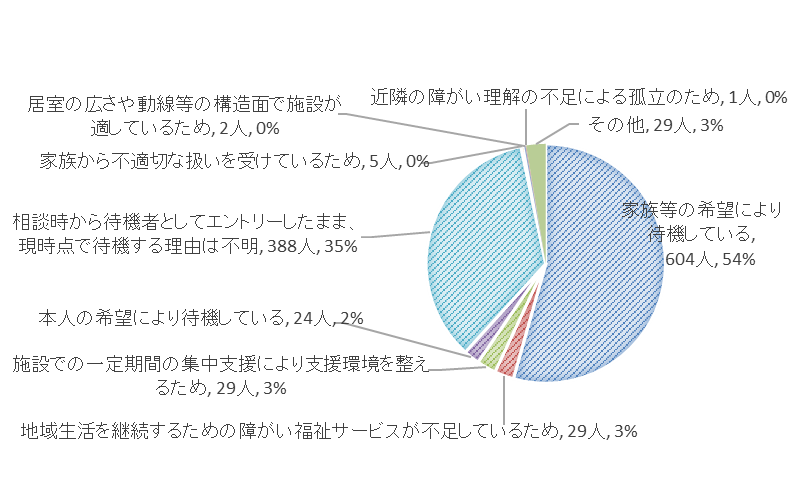 近隣の障がい理解の不足による孤立のため, 1人, 0%
居室の広さや動線等の構造面で施設が
適しているため, 2人, 0%
その他, 29人, 3%
家族から不適切な扱いを受けているため, 5人, 0%
家族等の希望により
待機している,
604人, 54%
相談時から待機者としてエントリーしたまま、
現時点で待機する理由は不明, 388人, 35%
本人の希望により待機している, 24人, 2%
施設での一定期間の集中支援により支援環境を整え
るため, 29人, 3%
地域生活を継続するための障がい福祉サービスが不足しているため, 29人, 3%